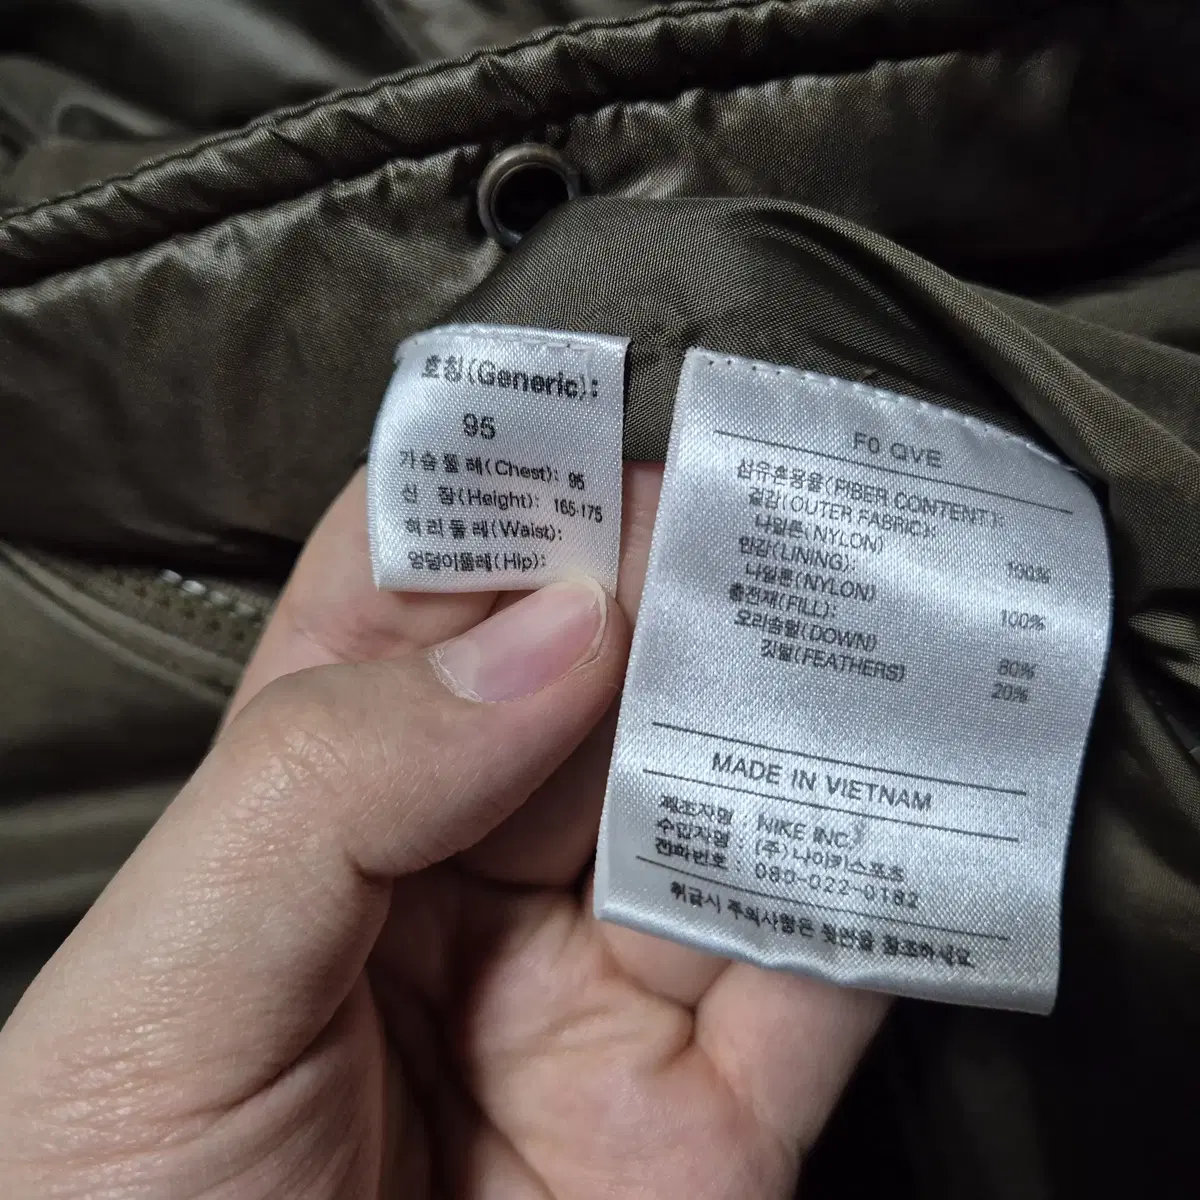 호칭(Generic):
95
가슴둘레(Chest): 95
신 장(Height): 165-175
허리둘레(Waist):
엉덩이둘레(Hip):
F0 QVE
섬유혼용율(FIBER CONTENT):
겉감(OUTER FABRIC):
나일론(NYLON) 100%
안감(LINING):
나일론(NYLON) 100%
충전재(FILL):
오리솜털(DOWN) 80%
깃털(FEATHERS) 20%
MADE IN VIETNAM
제조자명 : NIKE INC.
수입자명 : (주)나이키스포츠
전화번호 : 080-022-0182
취급시 주의사항은 뒷면을 참조하세요.